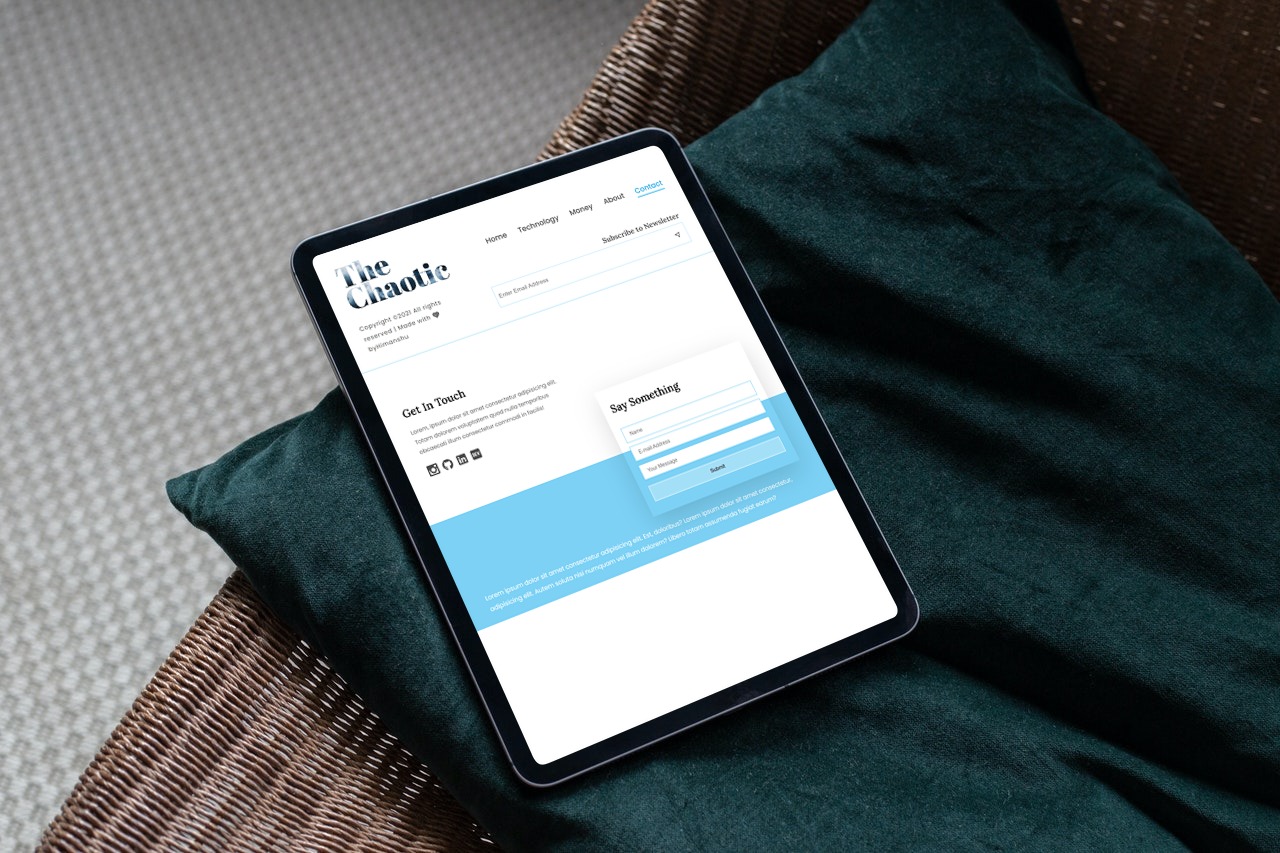 Home Technology Money About Contact
The
Chaotic
Subscribe to Newsletter
Enter Email Address
Copyright ©2021 All rights
reserved | Made with 🖤
byHimanshu
Get In Touch
Lorem, ipsum dolor sit amet consectetur adipisicing elit.
Totam dolorem voluptatem quod nulla temporibus
obcaecati illum consectetur commodi in facilis!
Say Something
Name
E-mail Address
Your Message
Submit
Lorem ipsum dolor sit amet consectetur adipisicing elit. Est, doloribus? Lorem ipsum dolor sit amet consectetur,
adipisicing elit. Autem soluta nisi numquam vel illum dolorem? Libero totam assumenda fugit earum?